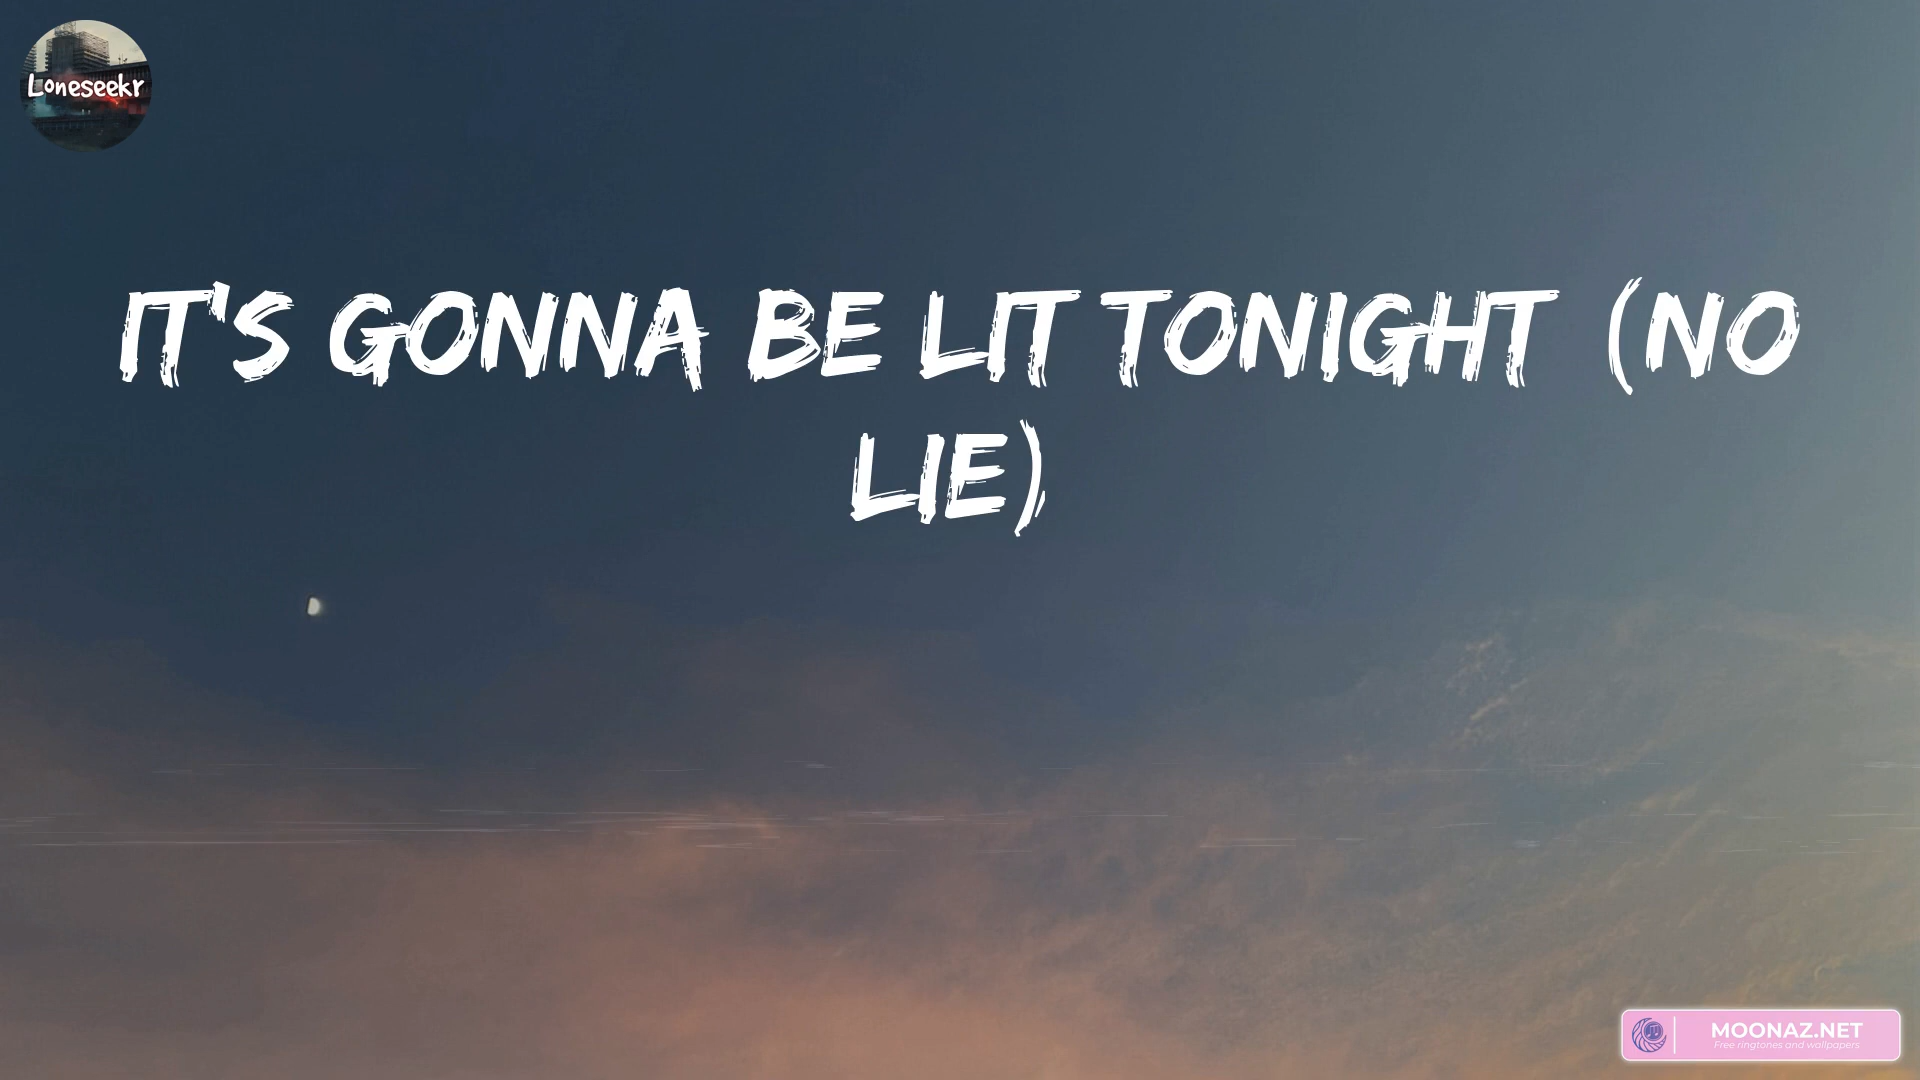 Loneseekr
IT'S GONNA BE LIT TONIGHT (NO
LIE)
MOONAZ.NET
Free ringtones and wallpapers